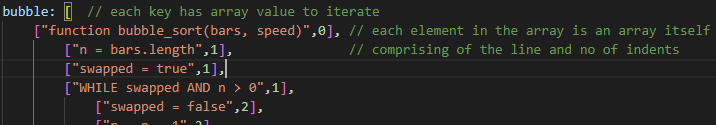 bubble: [  // each key has array value to iterate
["function bubble_sort(bars, speed)",0], // each element in the array is an array itself
["n = bars.length",1],                // comprising of the line and no of indents
["swapped = true",1],
["WHILE swapped AND n > 0",1],
["swapped = false",2],
["n = n - 1",2]